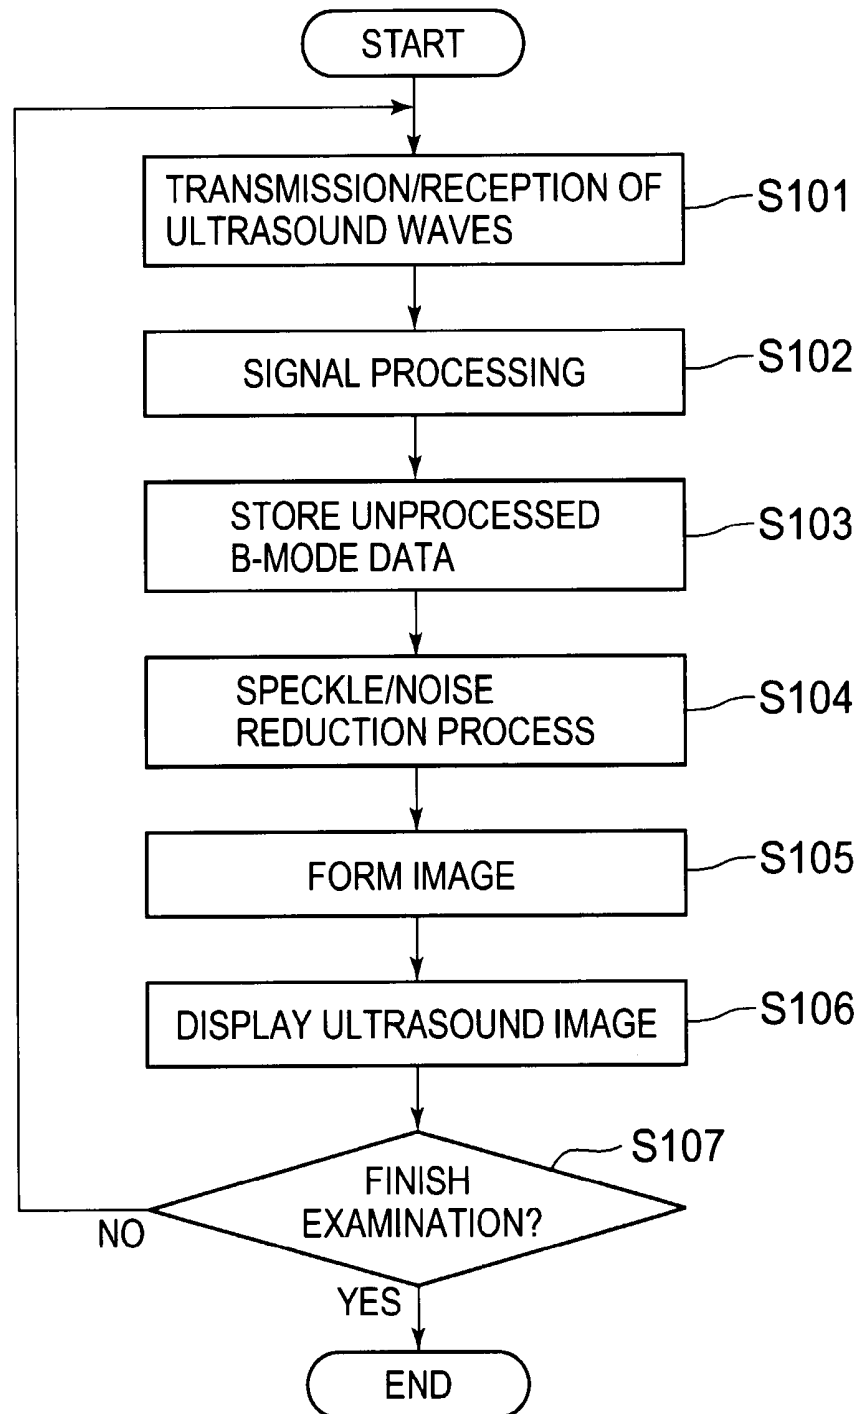 START
TRANSMISSION/RECEPTION OF
ULTRASOUND WAVES
S101
SIGNAL PROCESSING
S102
STORE UNPROCESSED
B-MODE DATA
S103
SPECKLE/NOISE
REDUCTION PROCESS
S104
FORM IMAGE
S105
DISPLAY ULTRASOUND IMAGE
S106
FINISH
EXAMINATION?
S107
NO
YES
END